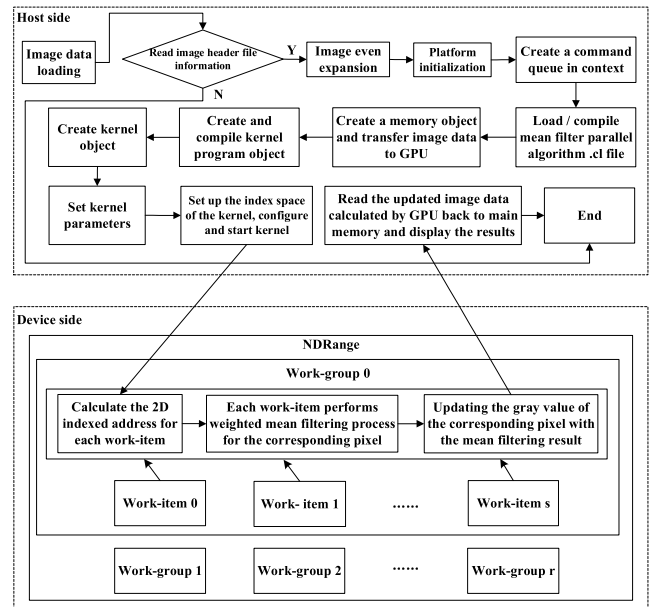 Host side
Image data
loading
Read image header file
information
Y
N
Image even
expansion
Platform
initialization
Create a command
queue in context
Create kernel
object
Create and
compile kernel
program object
Create a memory object
and transfer image data
to GPU
Load / compile
mean filter parallel
algorithm .cl file
Set kernel
parameters
Set up the index space
of the kernel, configure
and start kernel
Read the updated image data
calculated by GPU back to main
memory and display the results
End
Device side
NDRange
Work-group 0
Calculate the 2D
indexed address for
each work-item
Each work-item performs
weighted mean filtering process
for the corresponding pixel
Updating the gray value of
the corresponding pixel with
the mean filtering result
Work-item 0
Work- item 1
......
Work-item s
Work-group 1
Work-group 2
......
Work-group r